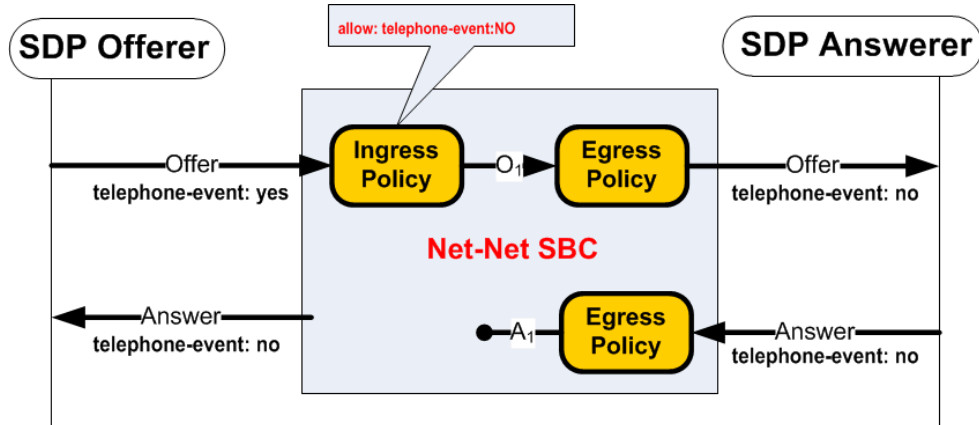 allow: telephone-event:NO
SDP Offerer
SDP Answerer
Ingress
Policy
Egress
Policy
Offer
O1
Offer
telephone-event: yes
telephone-event: no
Net-Net SBC
Answer
A1
Egress
Policy
Answer
telephone-event: no
telephone-event: no